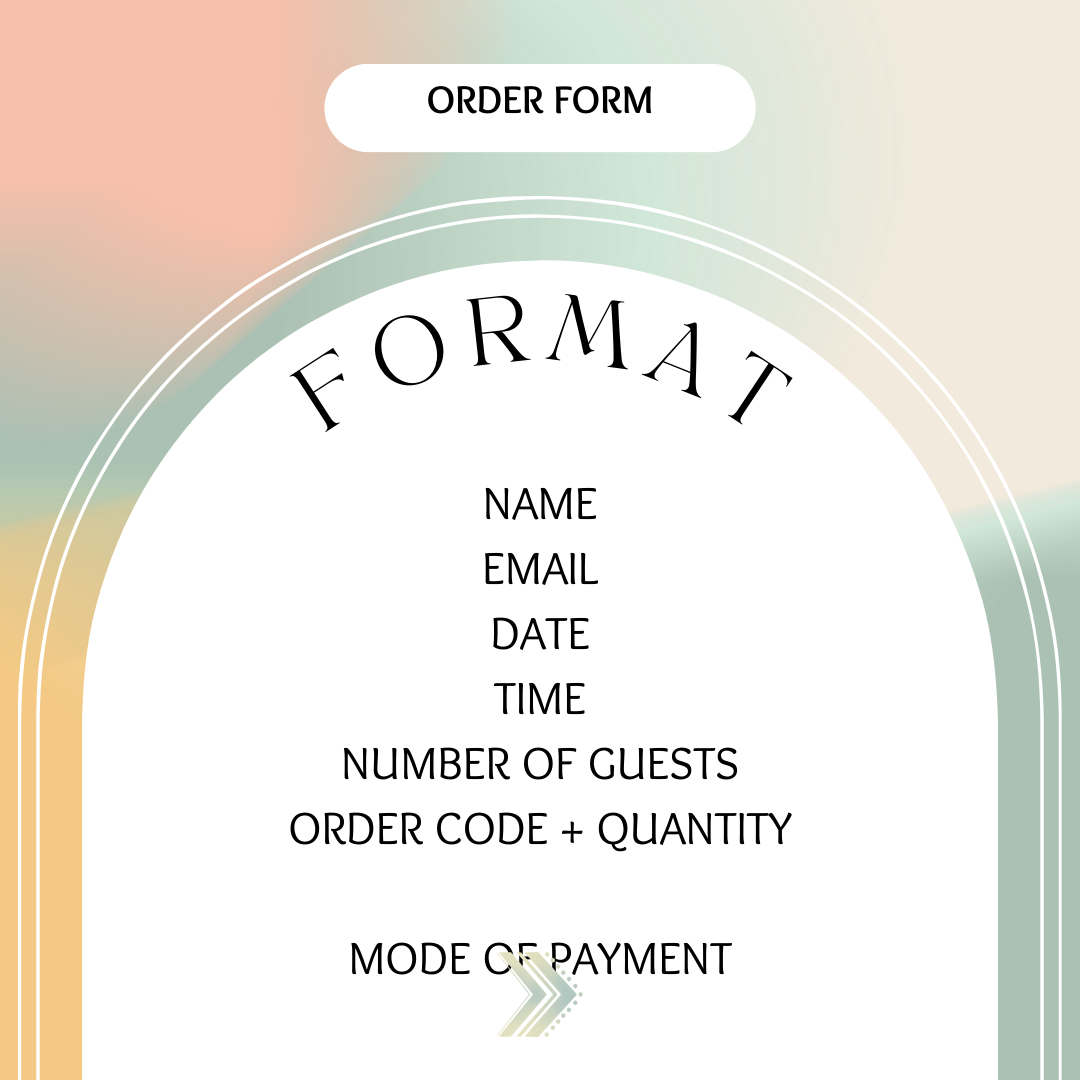 ORDER FORM
FORMAT
NAME
EMAIL
DATE
TIME
NUMBER OF GUESTS
ORDER CODE + QUANTITY
MODE OF PAYMENT